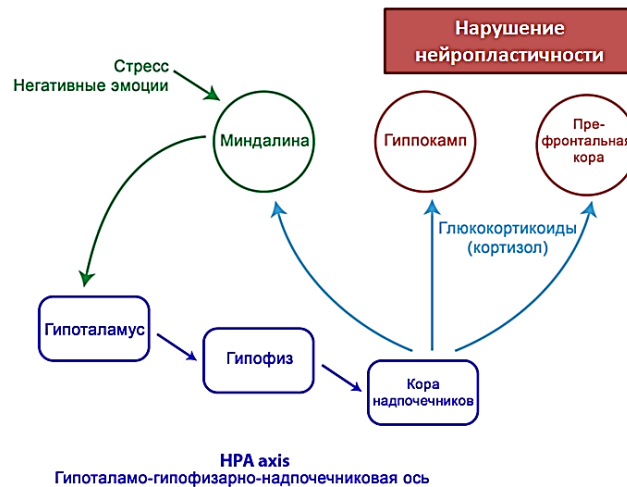 Нарушение
нейропластичности
Стресс
Негативные эмоции
Миндалина
Гиппокамп
Пре-
фронтальная
кора
Глюкокортикоиды
(кортизол)
Гипоталамус
Гипофиз
Кора
надпочечников
HPA axis
Гипоталамо-гипофизарно-надпочечниковая ось